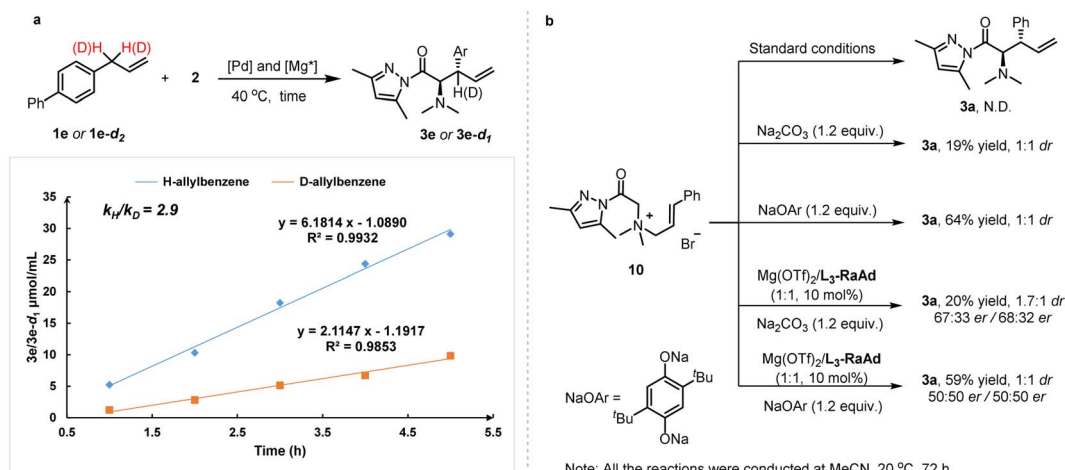 a
(D)H H(D)
Ph
1e or 1e-d2
+ 2
[Pd] and [Mg*]
40 °C, time
O Ar
N
N
H(D)
N
3e or 3e-d1
H-allylbenzene D-allylbenzene
kH/kD = 2.9
y = 6.1814 x - 1.0890
R² = 0.9932
y = 2.1147 x - 1.1917
R² = 0.9853
3e/3e-d1 μmol/mL
35
30
25
20
15
10
5
0
0.5 1.5 2.5 3.5 4.5 5.5
Time (h)
b
O Ph
N
N
N
+
Br−
10
Standard conditions
O Ph
N
N
N
3a, N.D.
Na2CO3 (1.2 equiv.)
3a, 19% yield, 1:1 dr
NaOAr (1.2 equiv.)
3a, 64% yield, 1:1 dr
Mg(OTf)2/L3-RaAd
(1:1, 10 mol%)
Na2CO3 (1.2 equiv.)
3a, 20% yield, 1.7:1 dr
67:33 er / 68:32 er
Mg(OTf)2/L3-RaAd
(1:1, 10 mol%)
NaOAr (1.2 equiv.)
3a, 59% yield, 1:1 dr
50:50 er / 50:50 er
NaOAr =
ONa
tBu
tBu
ONa
Note: All the reactions were conducted at MeCN, 20 °C, 72 h